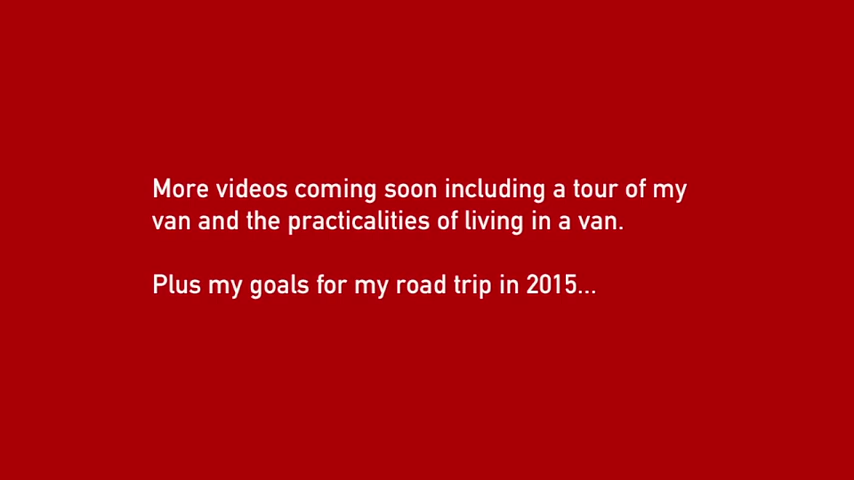 More videos coming soon including a tour of my
van and the practicalities of living in a van.
Plus my goals for my road trip in 2015...